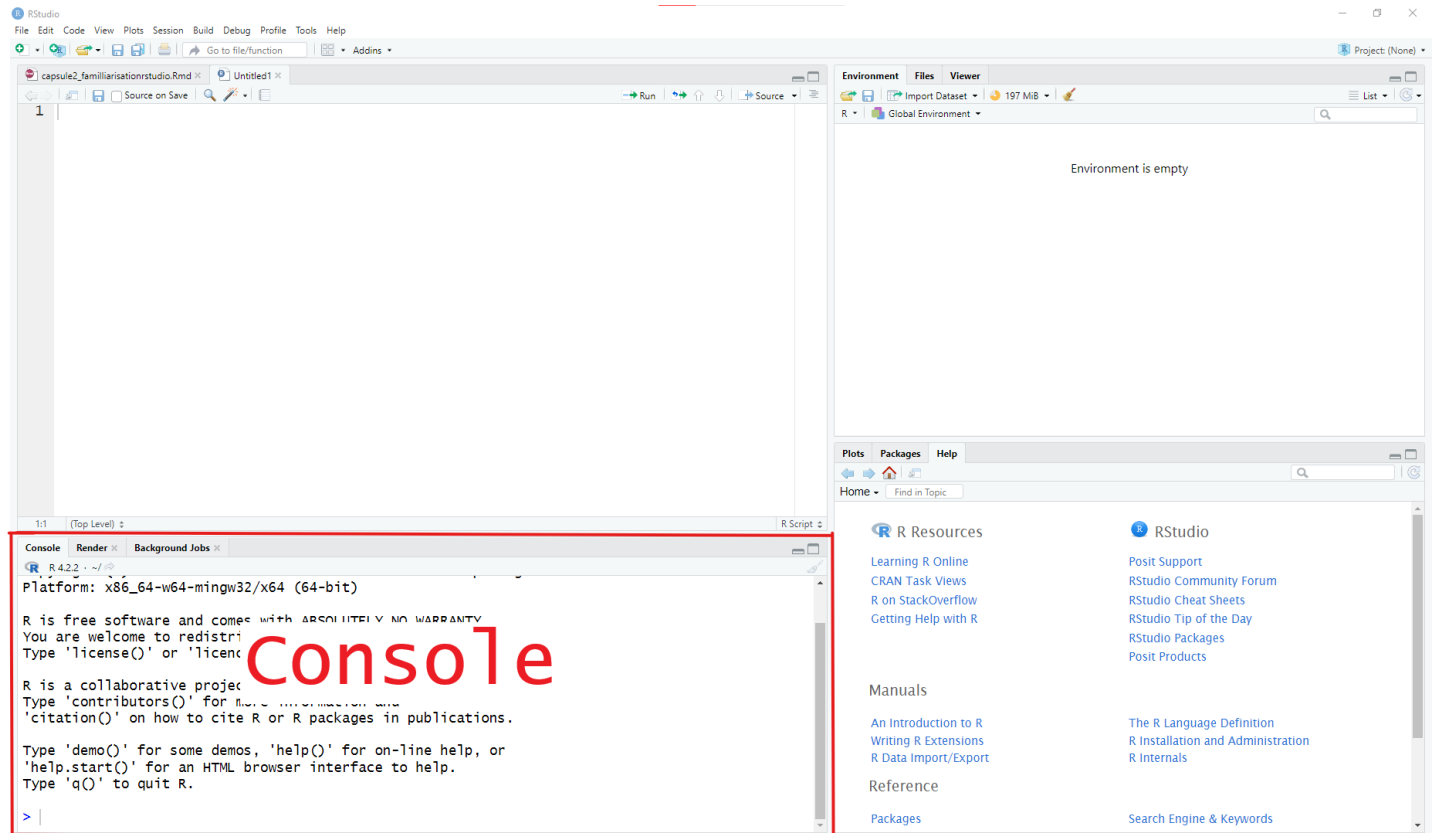 RStudio
File Edit Code View Plots Session Build Debug Profile Tools Help
Go to file/function Addins Project: (None)
capsule2_familliarisationrstudio.Rmd Untitled1
Source on Save Run Source
1
1:1 (Top Level) R Script
Console Render Background Jobs
R 4.2.2 · ~/
Platform: x86_64-w64-mingw32/x64 (64-bit)
R is free software and comes with ABSOLUTELY NO WARRANTY
You are welcome to redistri
Type 'license()' or 'licenc
Console
R is a collaborative projec
Type 'contributors()' for more information and
'citation()' on how to cite R or R packages in publications.
Type 'demo()' for some demos, 'help()' for on-line help, or
'help.start()' for an HTML browser interface to help.
Type 'q()' to quit R.
>
Environment Files Viewer
Import Dataset 197 MiB List
R Global Environment
Environment is empty
Plots Packages Help
Home Find in Topic
R Resources
Learning R Online
CRAN Task Views
R on StackOverflow
Getting Help with R
RStudio
Posit Support
RStudio Community Forum
RStudio Cheat Sheets
RStudio Tip of the Day
RStudio Packages
Posit Products
Manuals
An Introduction to R
Writing R Extensions
R Data Import/Export
The R Language Definition
R Installation and Administration
R Internals
Reference
Packages
Search Engine & Keywords